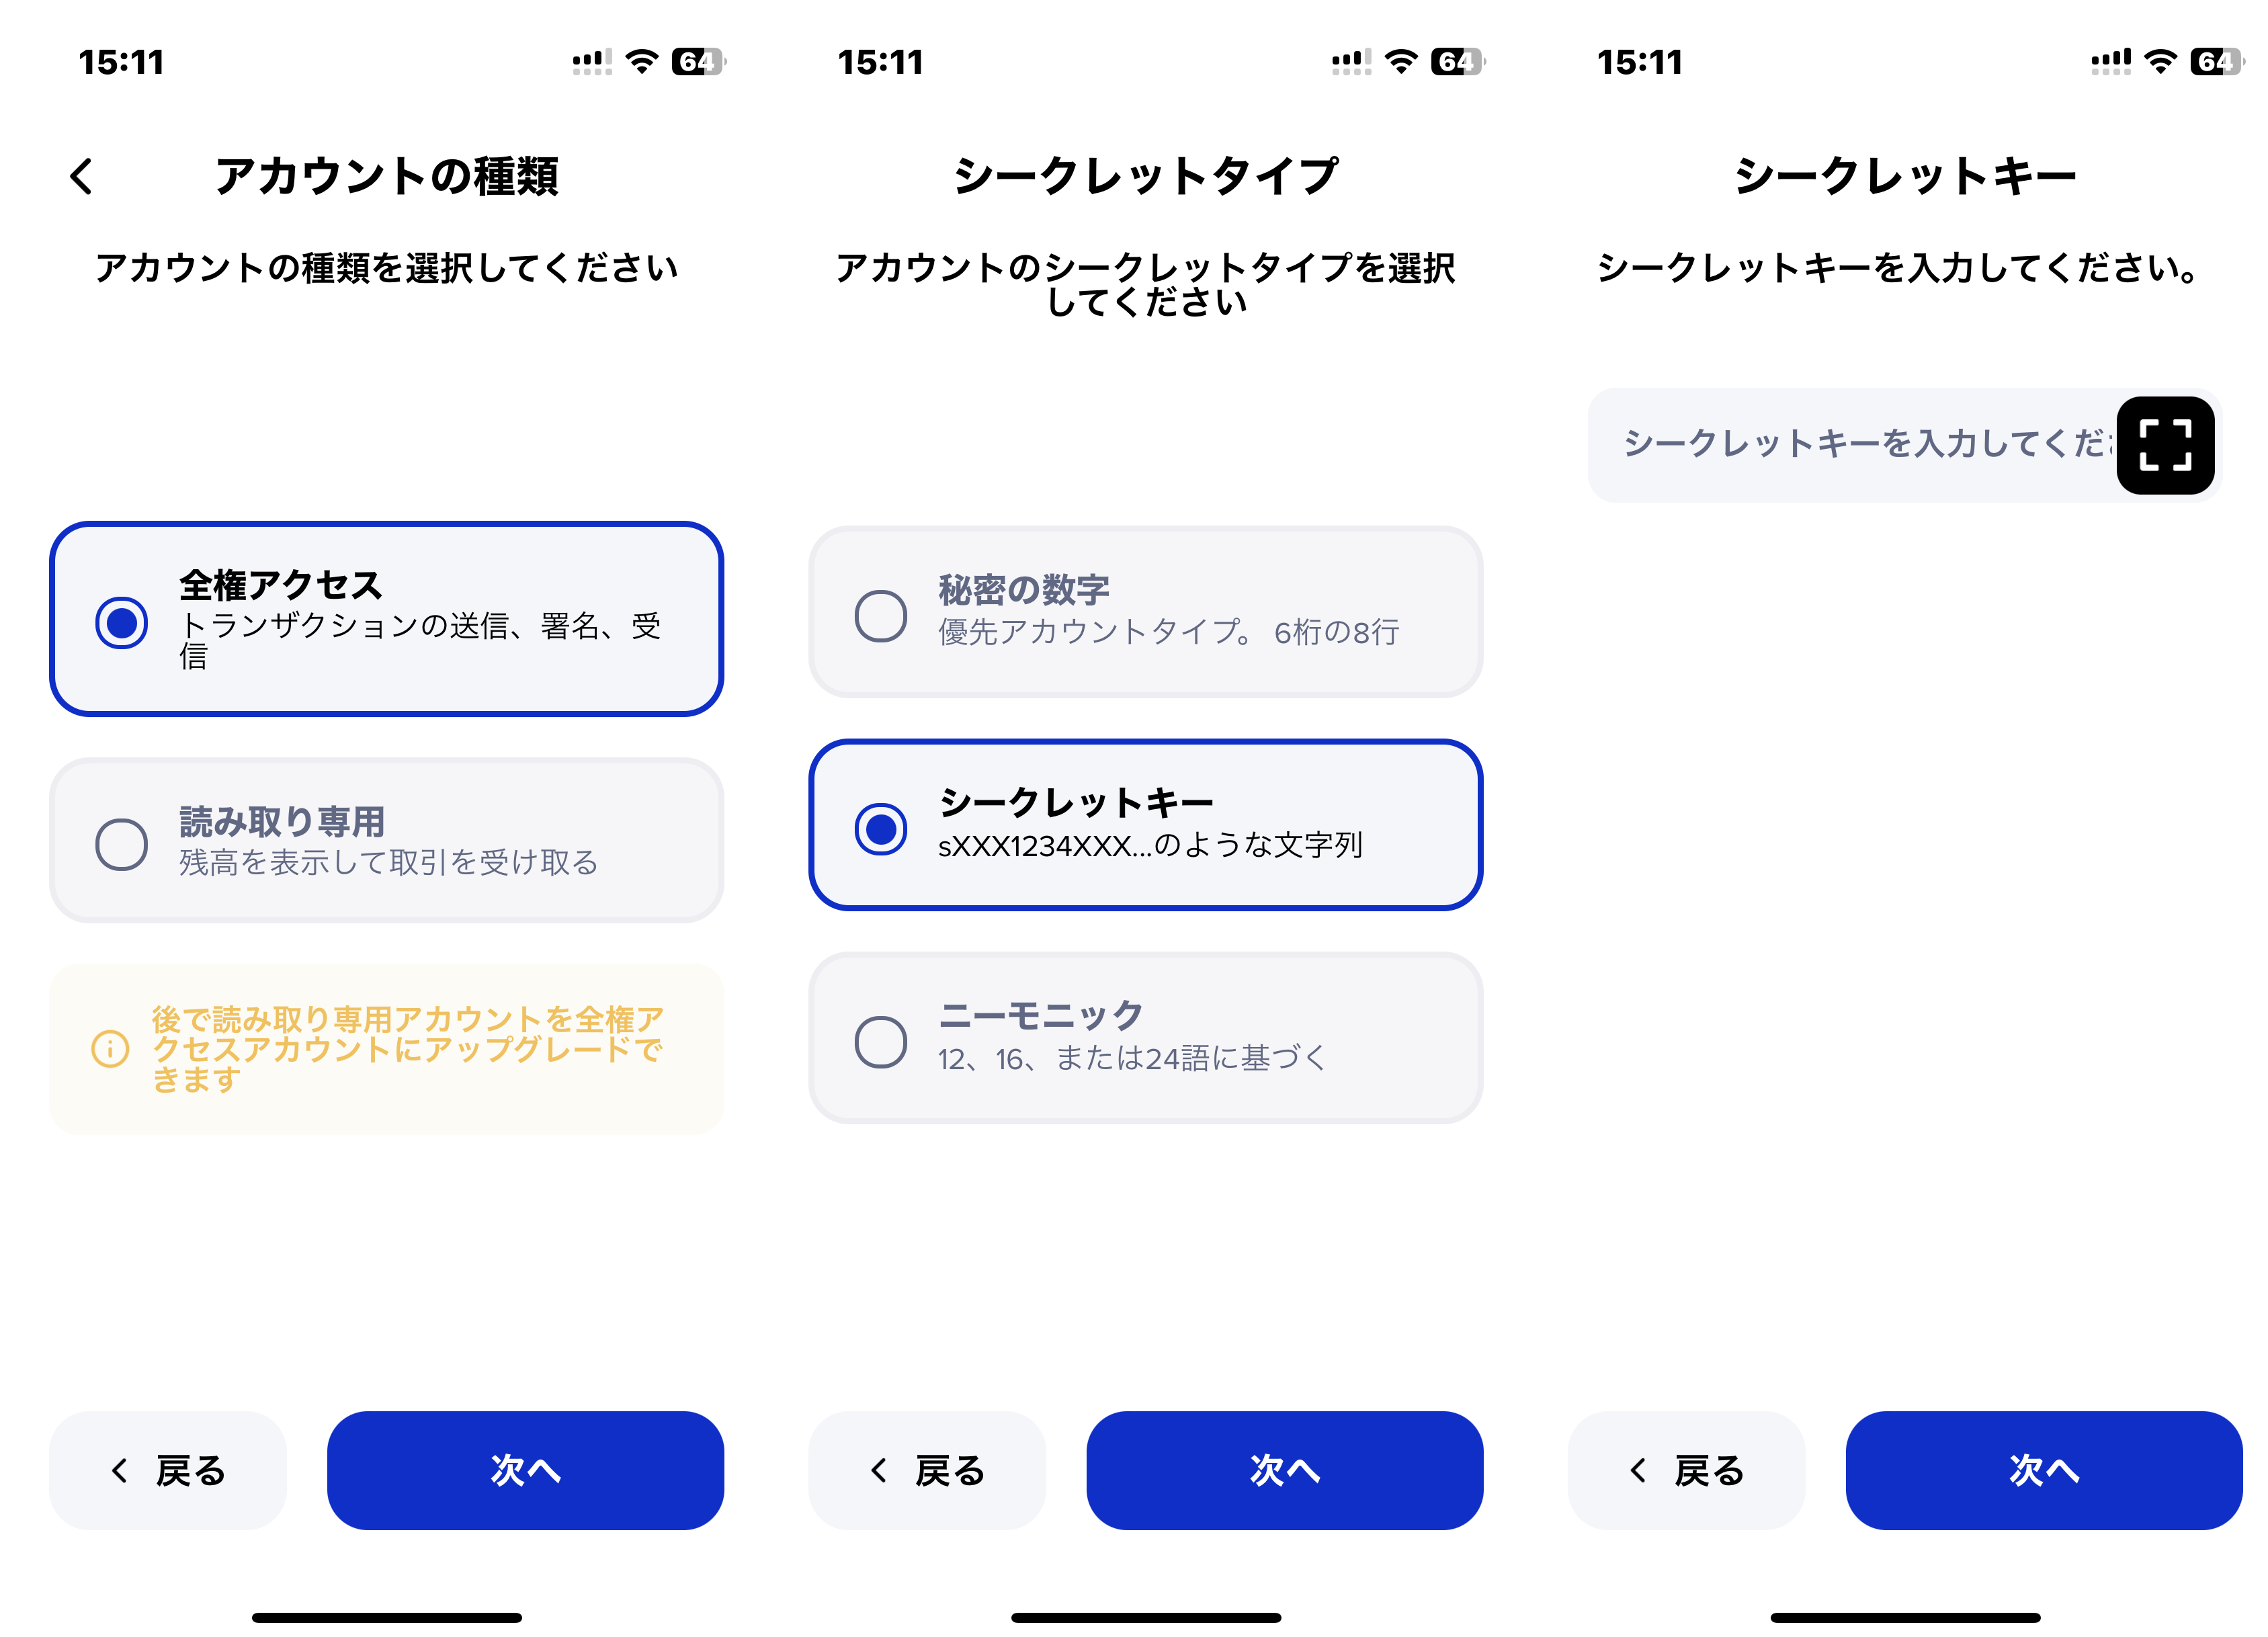 15:11
64
アカウントの種類
アカウントの種類を選択してください
全権アクセス
トランザクションの送信、署名、受
信
読み取り専用
残高を表示して取引を受け取る
後で読み取り専用アカウントを全権ア
クセスアカウントにアップグレードで
きます
戻る
次へ
15:11
64
シークレットタイプ
アカウントのシークレットタイプを選択
してください
秘密の数字
優先アカウントタイプ。 6桁の8行
シークレットキー
sXXX1234XXX...のような文字列
ニーモニック
12、16、または24語に基づく
戻る
次へ
15:11
64
シークレットキー
シークレットキーを入力してください。
シークレットキーを入力してくだ
戻る
次へ